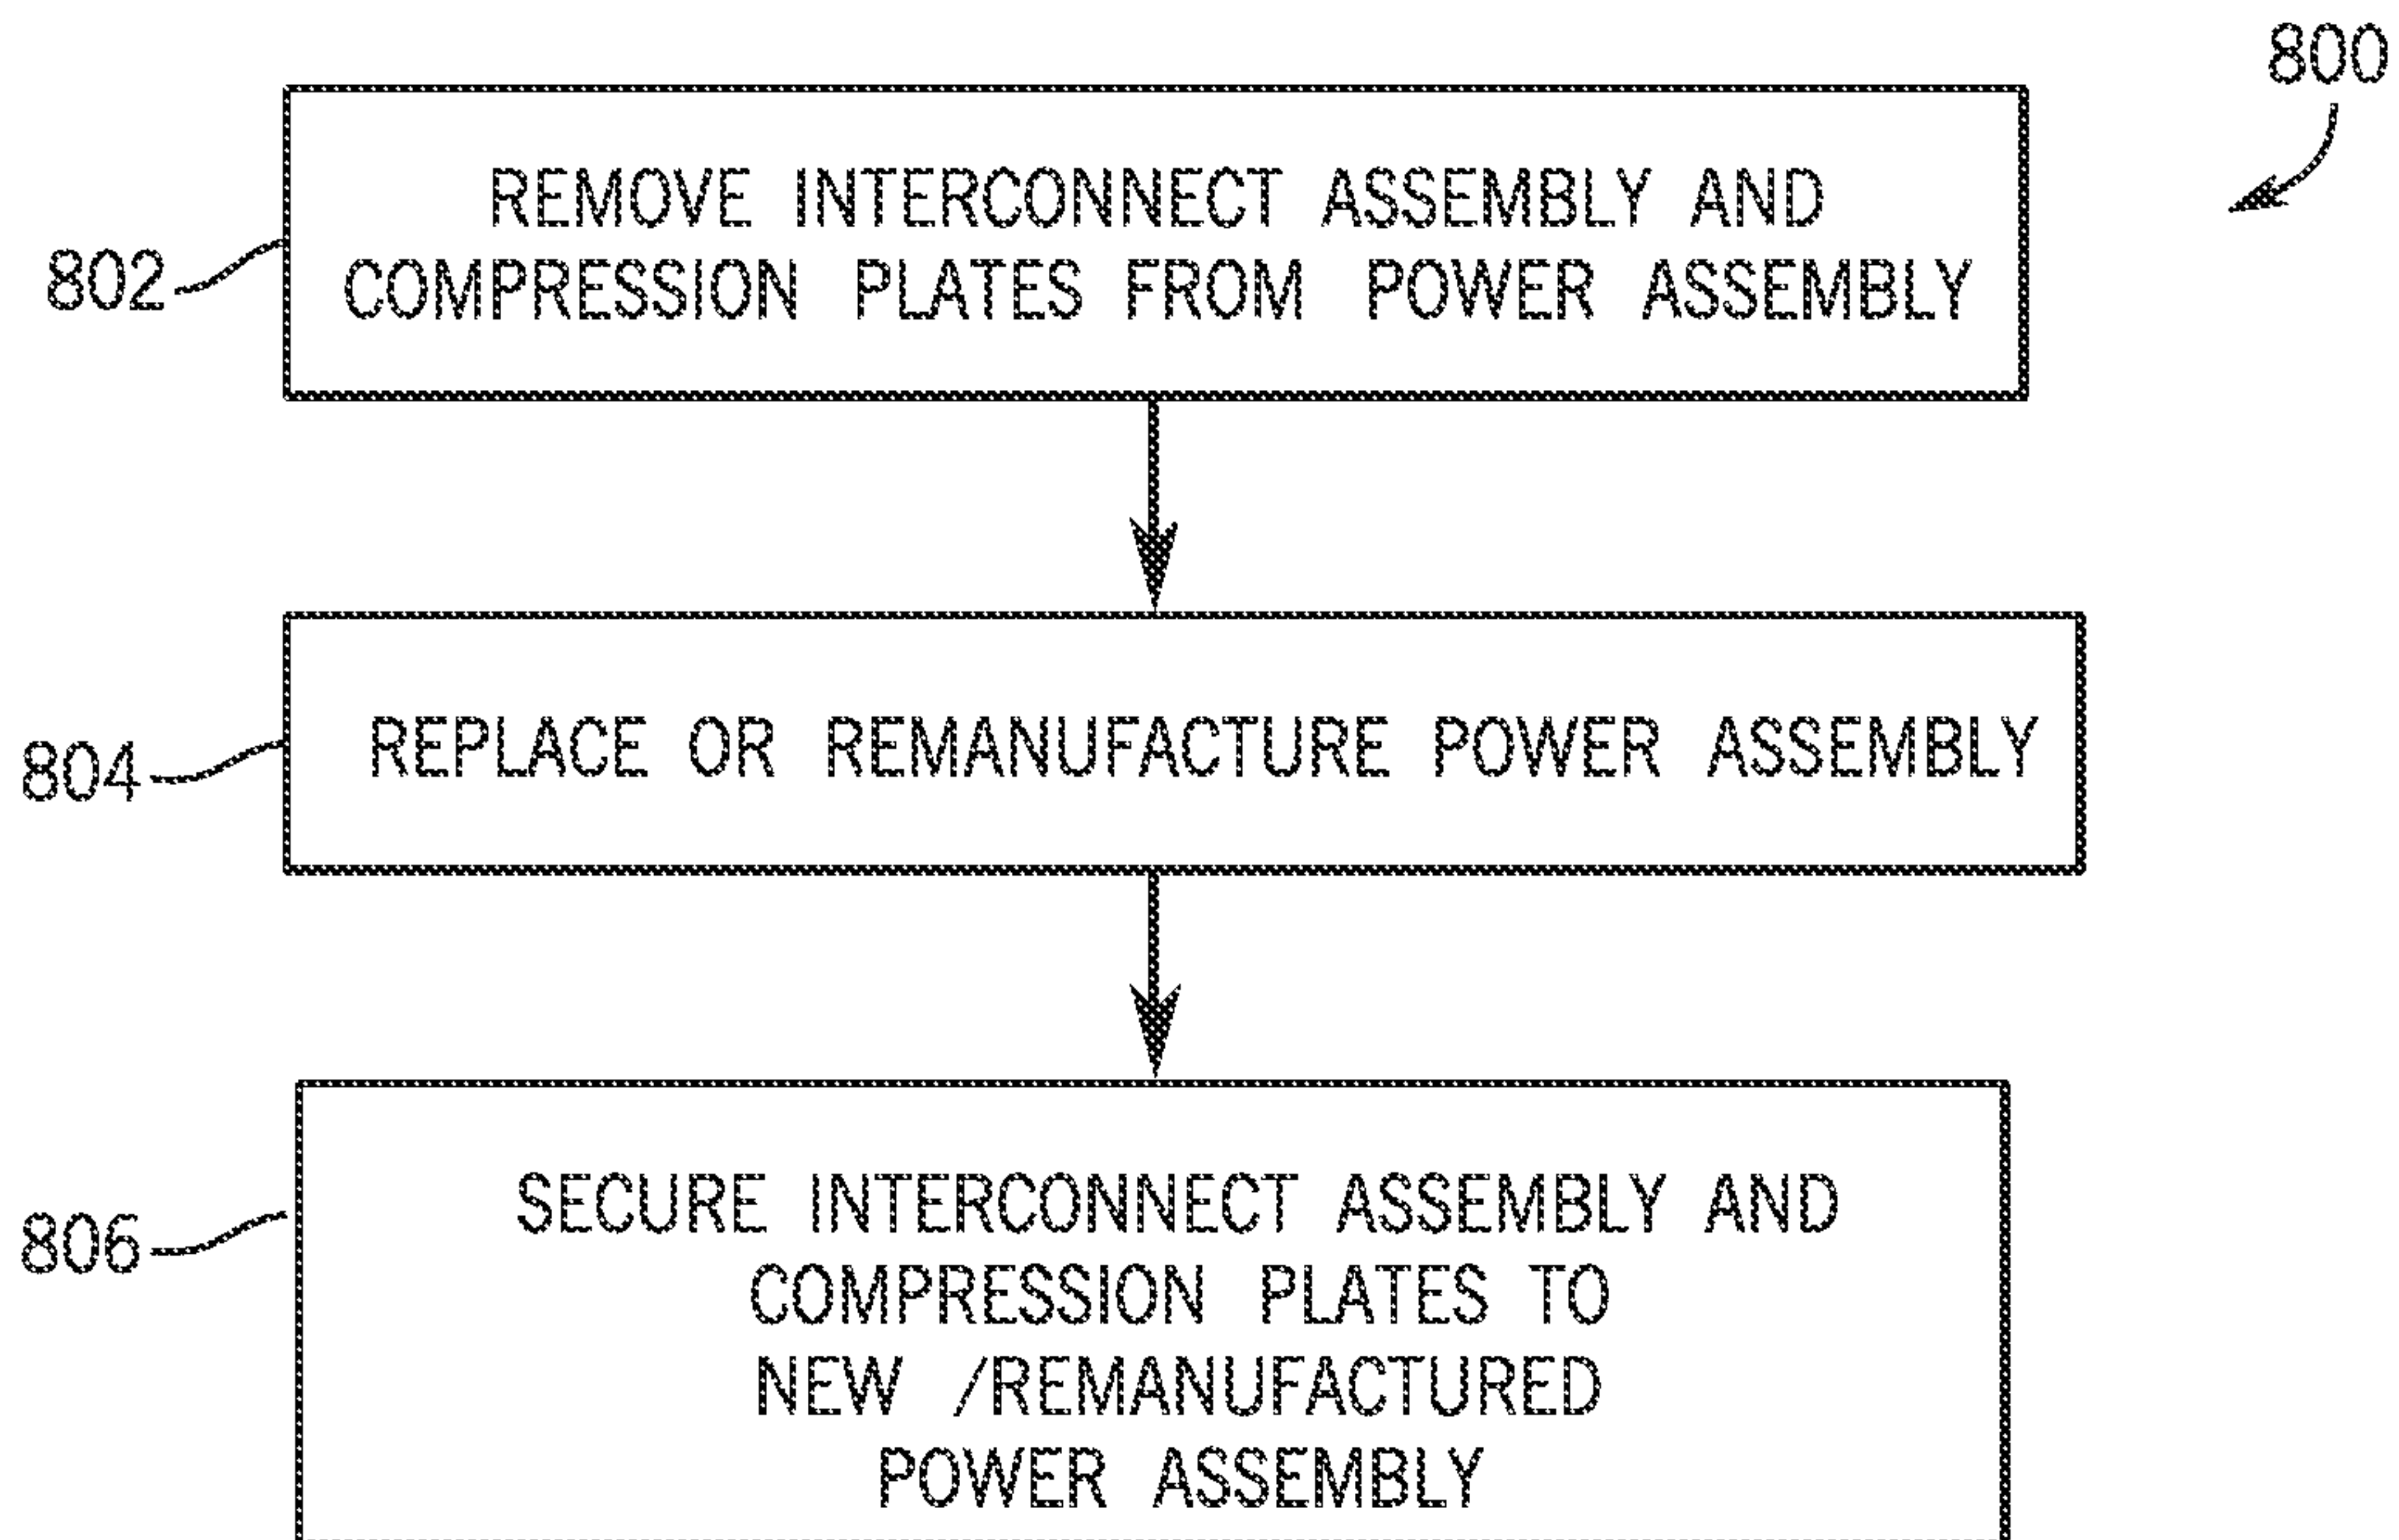 800
REMOVE INTERCONNECT ASSEMBLY AND
COMPRESSION PLATES FROM POWER ASSEMBLY
802
REPLACE OR REMANUFACTURE POWER ASSEMBLY
804
SECURE INTERCONNECT ASSEMBLY AND
COMPRESSION PLATES TO
NEW /REMANUFACTURED
POWER ASSEMBLY
806